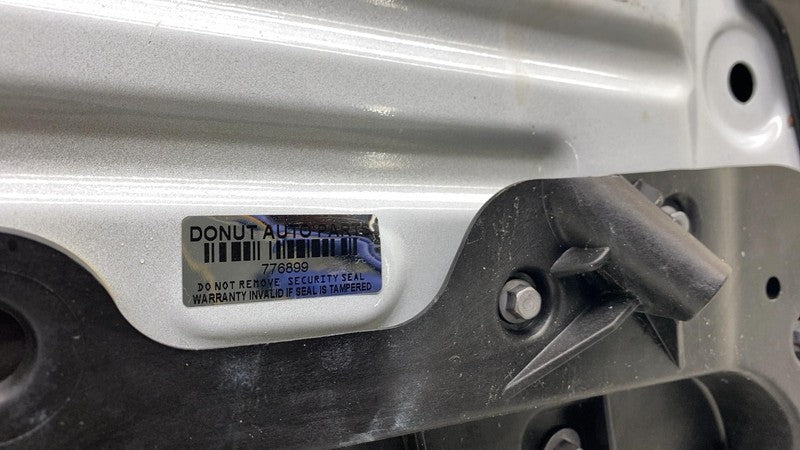 DONUT AUTO PARTS
776899
DO NOT REMOVE SECURITY SEAL
WARRANTY INVALID IF SEAL IS TAMPERED